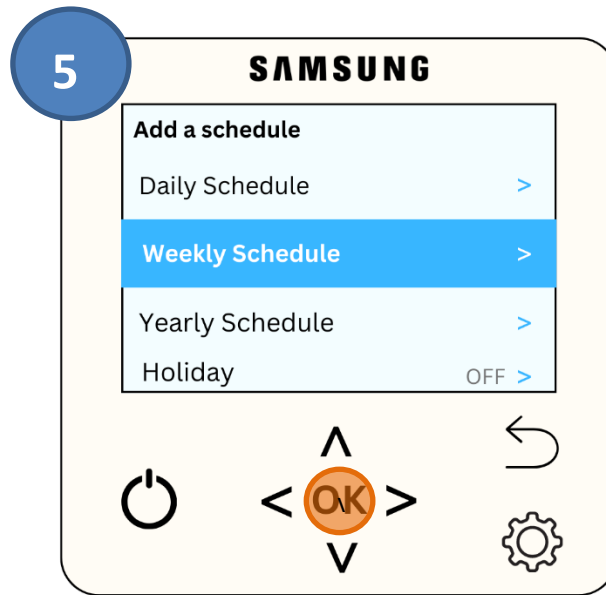 5
SAMSUNG
Add a schedule
Daily Schedule >
Weekly Schedule >
Yearly Schedule >
Holiday OFF >
OK